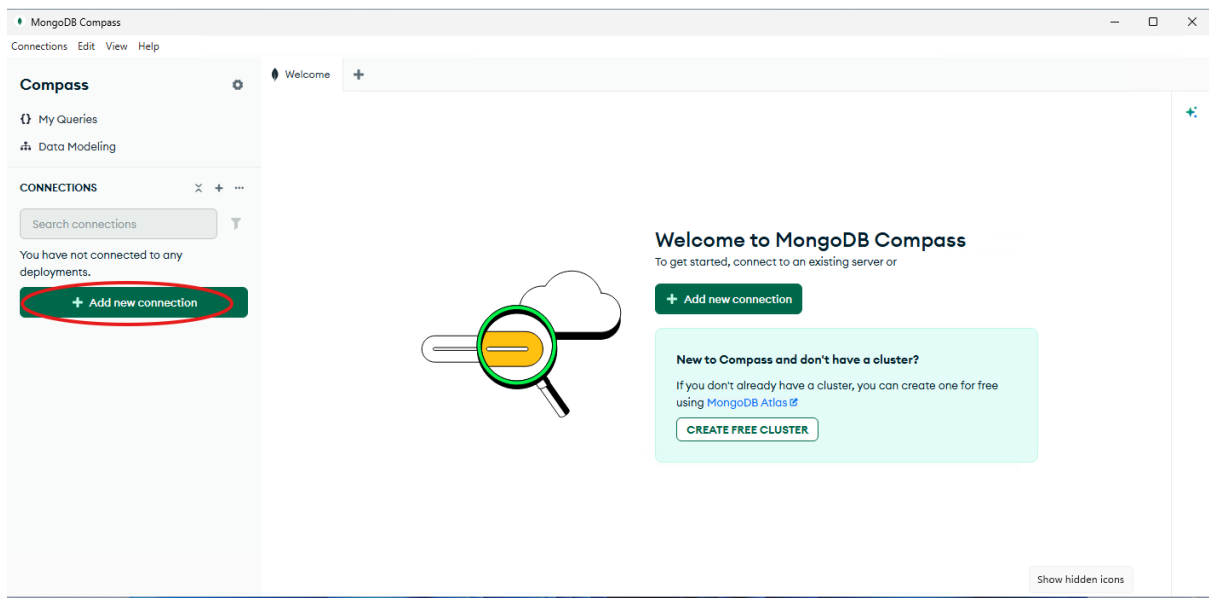 MongoDB Compass
Connections Edit View Help
Compass
My Queries
Data Modeling
CONNECTIONS
Search connections
You have not connected to any
deployments.
+ Add new connection
Welcome
Welcome to MongoDB Compass
To get started, connect to an existing server or
+ Add new connection
New to Compass and don't have a cluster?
If you don't already have a cluster, you can create one for free
using MongoDB Atlas
CREATE FREE CLUSTER
Show hidden icons